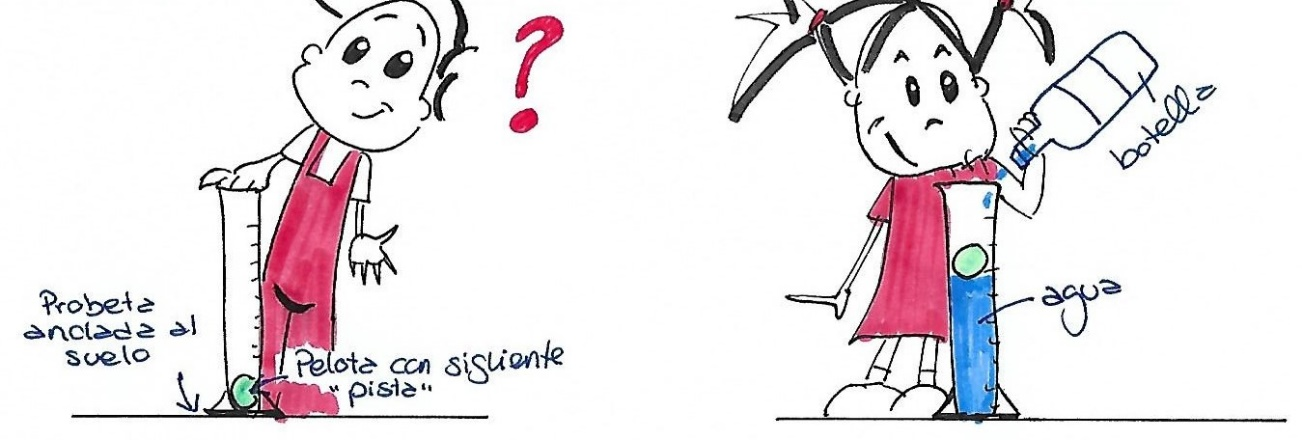 ?
botella
Probeta
anclada al
suelo
Pelota con siguiente
"pista"
agua